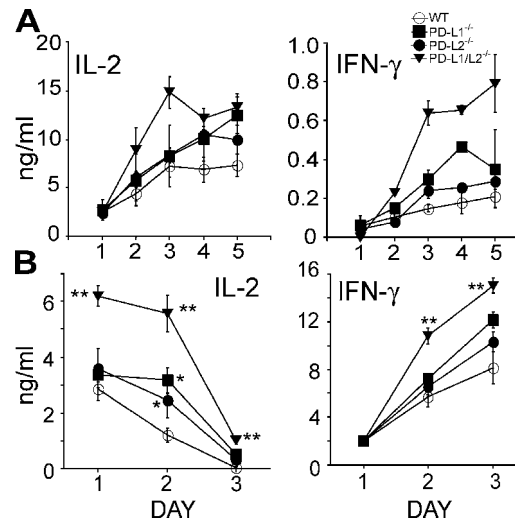 A
IL-2
ng/ml
20
15
10
5
0
1 2 3 4 5
WT
PD-L1-/-
PD-L2-/-
PD-L1/L2-/-
IFN-γ
1.0
0.8
0.6
0.4
0.2
0
1 2 3 4 5
B
IL-2
ng/ml
6
4
2
0
**
**
*
*
**
1 2 3
DAY
IFN-γ
16
12
8
4
0
**
**
1 2 3
DAY